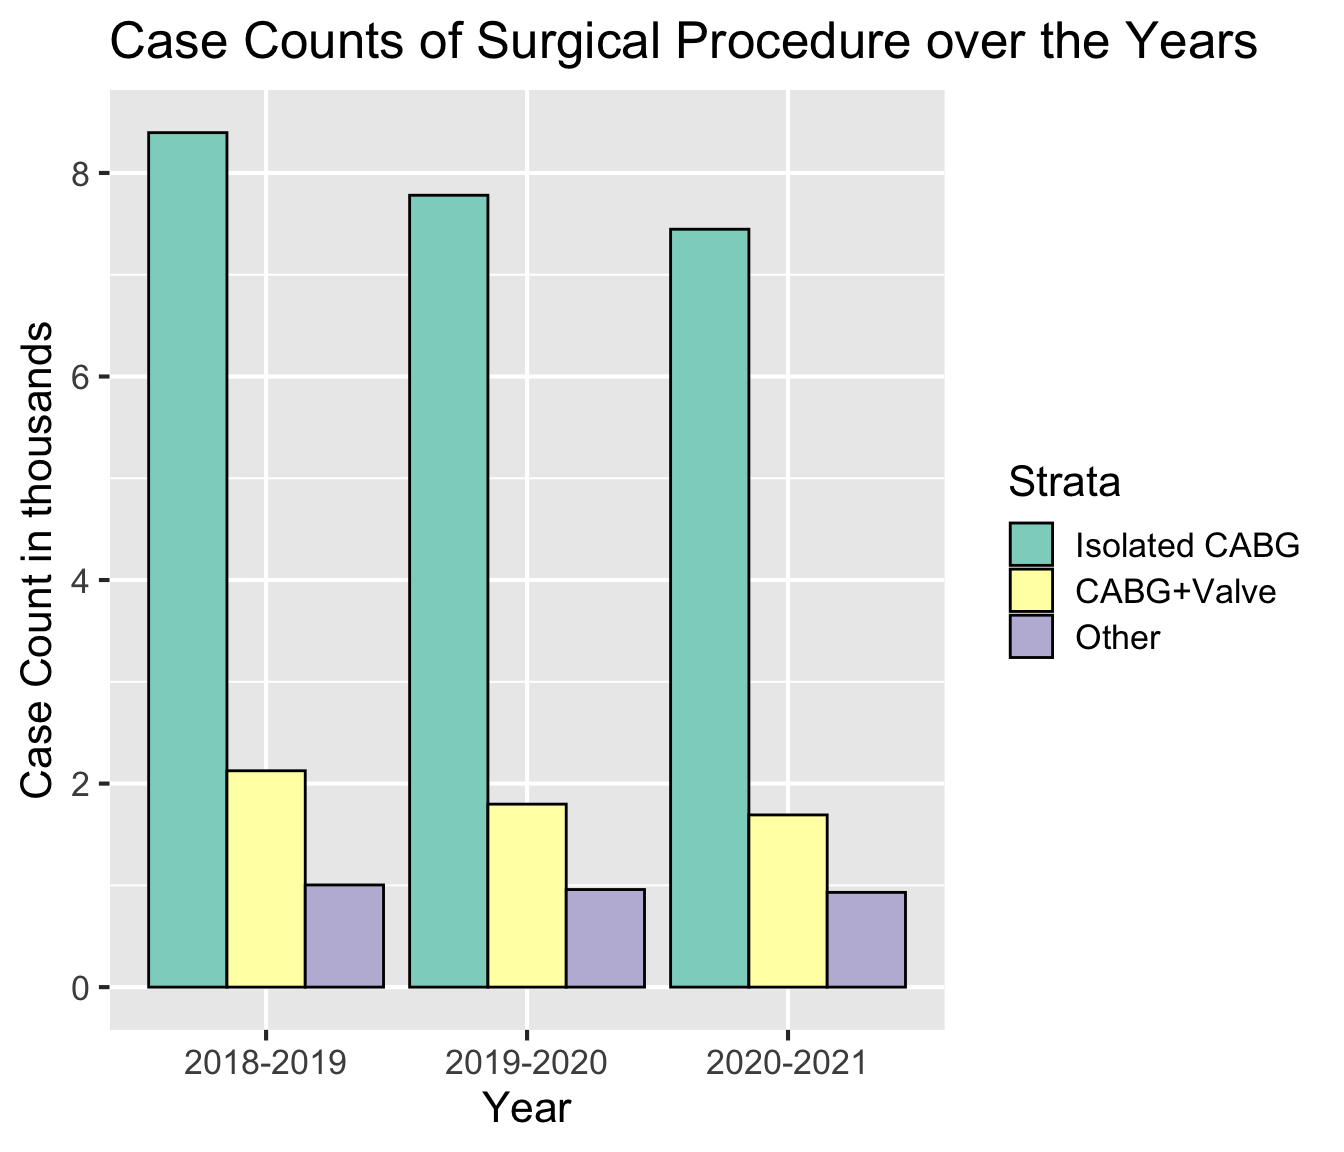 Case Counts of Surgical Procedure over the Years
Case Count in thousands
8
6
4
2
0
2018-2019 2019-2020 2020-2021
Year
Strata
Isolated CABG
CABG+Valve
Other